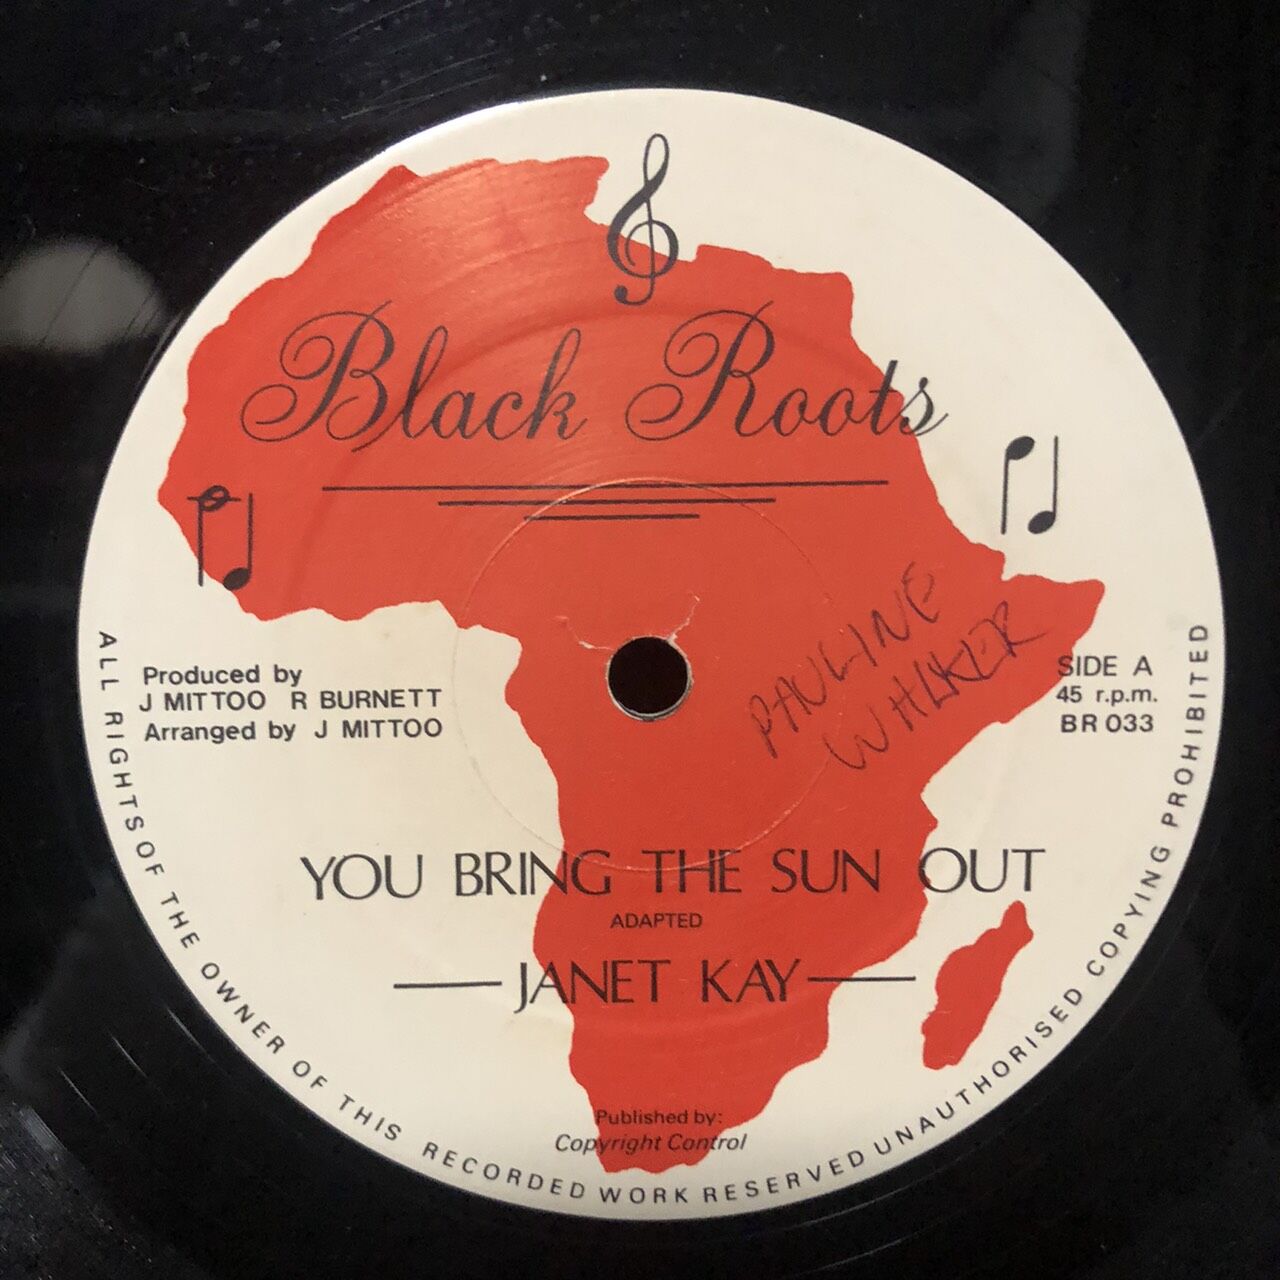 Black Roots
Produced by
J MITTOO R BURNETT
Arranged by J MITTOO
PAULINE
WHLKER
SIDE A
45 r.p.m.
BR 033
YOU BRING THE SUN OUT
ADAPTED
JANET KAY
Published by:
Copyright Control
ALL RIGHTS OF THE OWNER OF THIS RECORDED WORK RESERVED UNAUTHORISED COPYING PROHIBITED